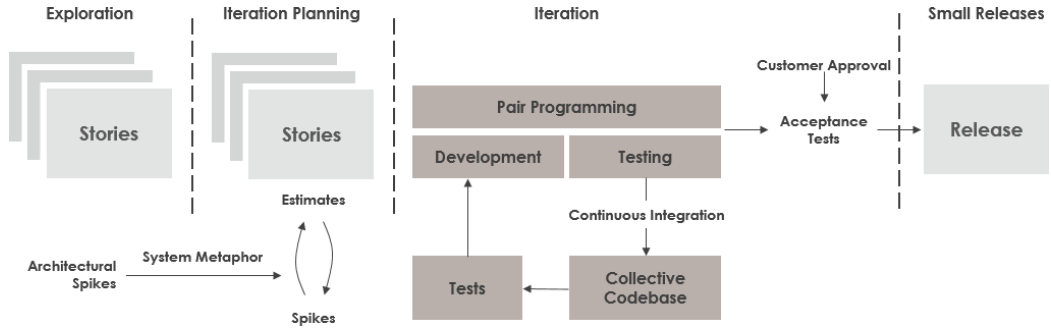 Exploration
Iteration Planning
Iteration
Small Releases
Stories
Stories
Estimates
Architectural
Spikes
System Metaphor
Spikes
Pair Programming
Development
Testing
Continuous Integration
Tests
Collective
Codebase
Customer Approval
Acceptance
Tests
Release